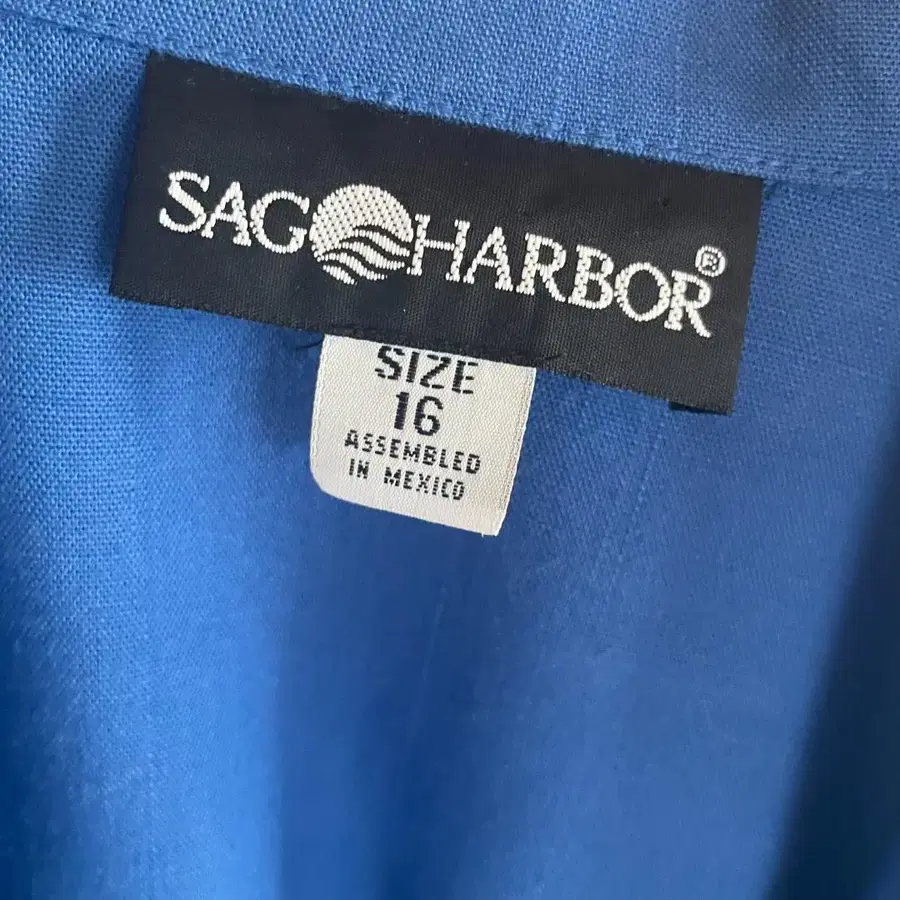 SAG HARBOR®
SIZE
16
ASSEMBLED
IN MEXICO